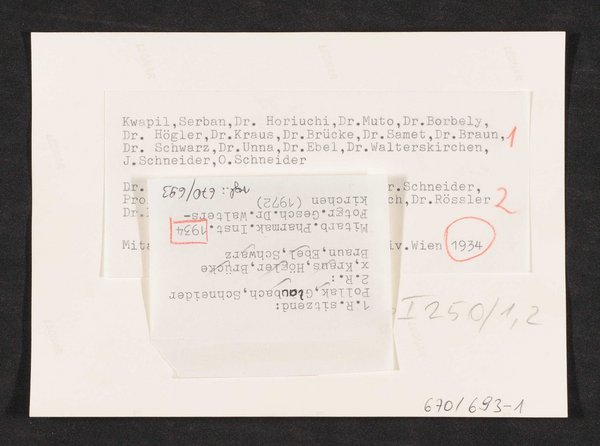 Kwapil,Serban,Dr. Horiuchi,Dr.Muto,Dr.Borbely,
Dr. Högler,Dr.Kraus,Dr.Brücke,Dr.Samet,Dr.Braun,
Dr. Schwarz,Dr.Unna,Dr.Ebel,Dr.Walterskirchen,
J.Schneider,O.Schneider
1
Dr. r.Schneider,
Pro ch,Dr.Rössler
2
Dr.
Mita iv.Wien 1934
1.R.sitzend:
Pollak,Glaubach,Schneider
2.R.:
x,Kraus,Högler,Brücke
Braun,Ebel,Schwarz
Mitarb.Pharmak.Inst. 1934
Fotgr.Gesch.Dr.Walters-
kirchen (1972)
vgl.: 670/693
I 250/1,2
670/693-1